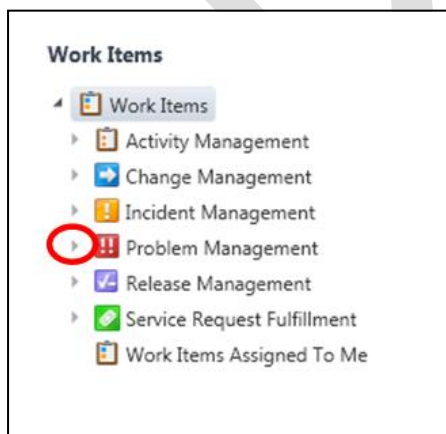 Work Items
Work Items
Activity Management
Change Management
Incident Management
Problem Management
Release Management
Service Request Fulfillment
Work Items Assigned To Me